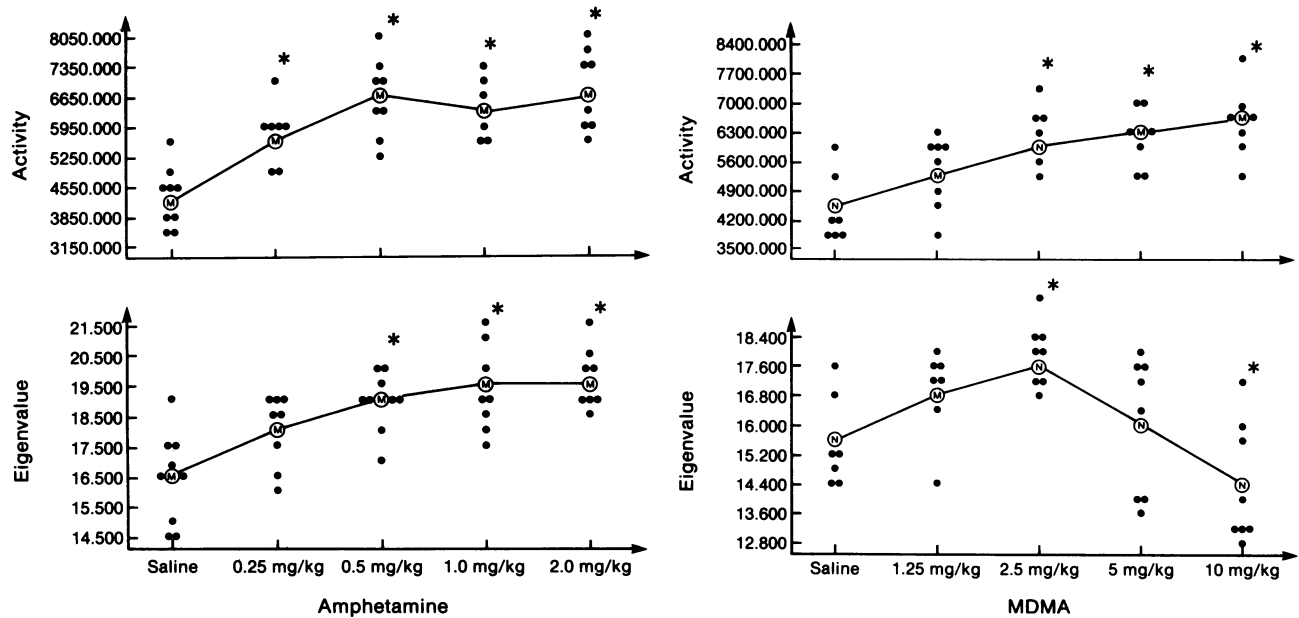 Activity
8050.000
7350.000
6650.000
5950.000
5250.000
4550.000
3850.000
3150.000
*
*
*
*
M
M
M
M
M
Activity
8400.000
7700.000
7000.000
6300.000
5600.000
4900.000
4200.000
3500.000
*
*
*
N
M
N
M
M
Eigenvalue
21.500
20.500
19.500
18.500
17.500
16.500
15.500
14.500
*
*
*
M
M
M
M
M
Saline 0.25 mg/kg 0.5 mg/kg 1.0 mg/kg 2.0 mg/kg
Amphetamine
Eigenvalue
18.400
17.600
16.800
16.000
15.200
14.400
13.600
12.800
*
*
N
M
N
N
N
Saline 1.25 mg/kg 2.5 mg/kg 5 mg/kg 10 mg/kg
MDMA